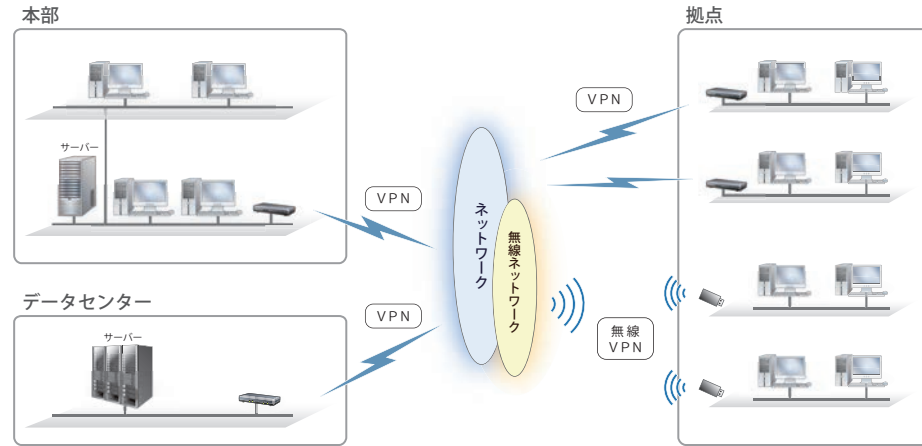 本部
サーバー
データセンター
サーバー
VPN
VPN
ネットワーク
無線ネットワーク
VPN
無線
VPN
拠点